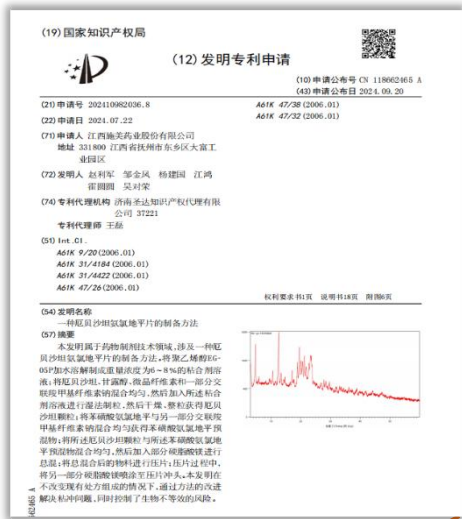 (19)国家知识产权局
(12)发明专利申请
(10)申请公布号 CN 118662465 A
(43)申请公布日 2024.09.20
(21)申请号 202410982036.8
(22)申请日 2024.07.22
(71)申请人 江西施美药业股份有限公司
地址 331800 江西省抚州市东乡区大富工
业园区
(72)发明人 赵利军 邹金凤 杨建国 江鸿
霍圆圆 吴对荣
(74)专利代理机构 济南圣达知识产权代理有限
公司 37221
专利代理师 王磊
(51)Int.Cl.
A61K 9/20(2006.01)
A61K 31/4184(2006.01)
A61K 31/4422(2006.01)
A61K 47/26(2006.01)
A61K 47/38(2006.01)
A61K 47/32(2006.01)
权利要求书1页 说明书18页 附图6页
(54)发明名称
一种厄贝沙坦氨氯地平片的制备方法
(57)摘要
本发明属于药物制剂技术领域,涉及一种厄
贝沙坦氨氯地平片的制备方法,将聚乙烯醇EG-
05P加水溶解制成重量浓度为6~8%的粘合剂溶
液;将厄贝沙坦、甘露醇、微晶纤维素和一部分交
联羧甲基纤维素钠混合均匀,然后加入所述粘合
剂溶液进行湿法制粒,然后干燥、整粒获得厄贝
沙坦颗粒;将苯磺酸氨氯地平与另一部分交联羧
甲基纤维素钠混合均匀获得苯磺酸氨氯地平预
混物;将所述厄贝沙坦颗粒与所述苯磺酸氨氯地
平预混物混合均匀,然后加入部分硬脂酸镁进行
总混;将总混合后的物料进行压片;压片过程中,
将另一部分硬脂酸镁喷涂至压片冲头。本发明在
不改变现有处方组成的情况下,通过方法的改进
解决粘冲问题,同时控制了生物不等效的风险。